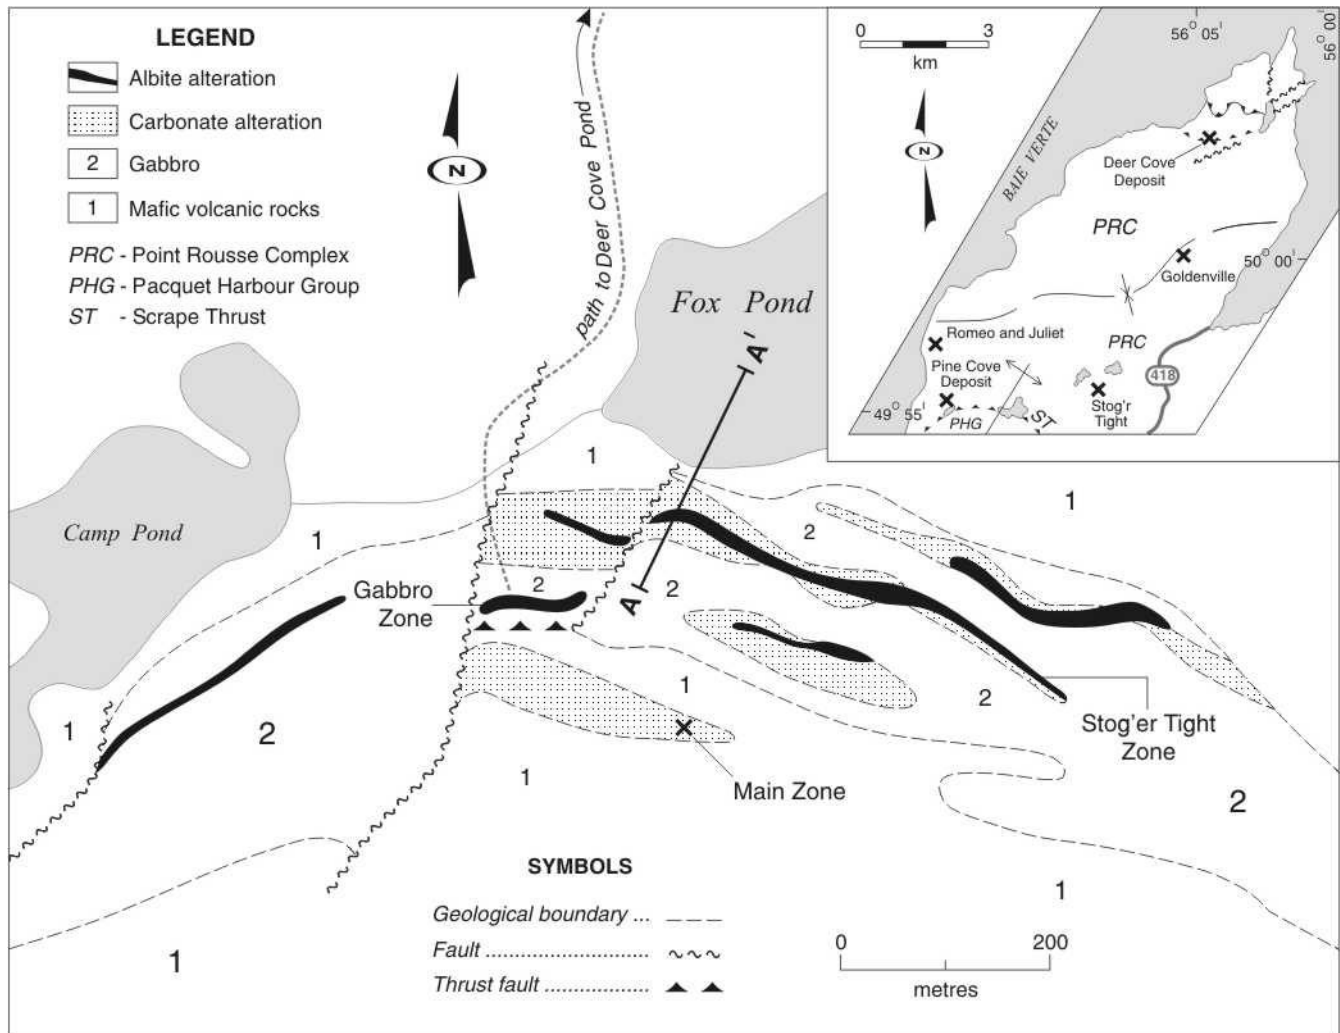 LEGEND
Albite alteration
Carbonate alteration
2 Gabbro
1 Mafic volcanic rocks
PRC - Point Rousse Complex
PHG - Pacquet Harbour Group
ST - Scrape Thrust
N
path to Deer Cove Pond
Fox Pond
A'
A
Camp Pond
1
1
1
2
2
2
Gabbro
Zone
1
2
1
2
Stog'er Tight
Zone
Main Zone
1
2
1
1
SYMBOLS
Geological boundary ...
Fault ........................
Thrust fault ..............
0 200
metres
0 3
km
N
56° 05'
56° 00'
BAIE VERTE
Deer Cove
Deposit
PRC
50° 00'
Goldenville
Romeo and Juliet
PRC
Pine Cove
Deposit
418
49° 55'
PHG
ST
Stog'r
Tight